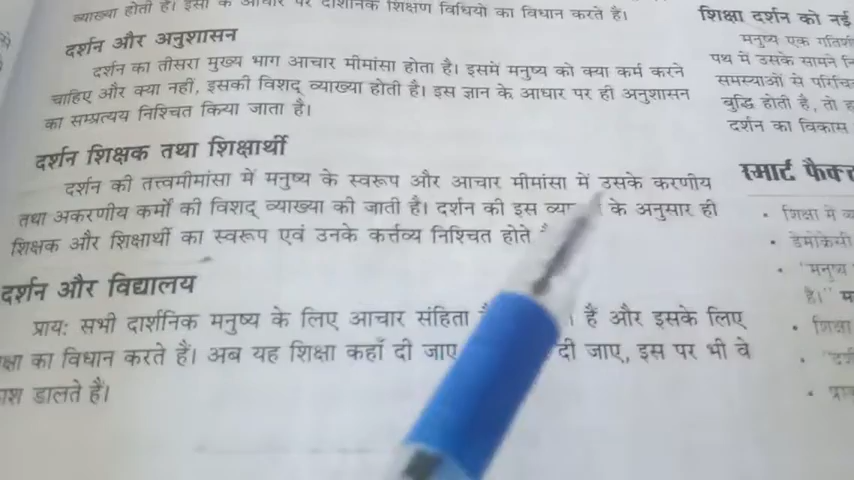 व्याख्या होती है। इसी के आधार पर दार्शनिक शिक्षण विधियों का विधान करते हैं।
दर्शन और अनुशासन
दर्शन का तीसरा मुख्य भाग आचार मीमांसा होता है। इसमें मनुष्य को क्या कर्म करने
चाहिए और क्या नहीं, इसकी विशद् व्याख्या होती है। इस ज्ञान के आधार पर ही अनुशासन
का सम्प्रत्यय निश्चित किया जाता है।
दर्शन शिक्षक तथा शिक्षार्थी
दर्शन की तत्त्वमीमांसा में मनुष्य के स्वरूप और आचार मीमांसा में उसके करणीय
तथा अकरणीय कर्मों की विशद् व्याख्या की जाती है। दर्शन की इस के अनुसार ही
शिक्षक और शिक्षार्थी का स्वरूप एवं उनके कर्त्तव्य निश्चित होते
दर्शन और विद्यालय
प्राय: सभी दार्शनिक मनुष्य के लिए आचार संहिता हैं और इसके लिए
का विधान करते हैं। अब यह शिक्षा कहाँ दी जाए दी जाए, इस पर भी वे
डालते हैं।
शिक्षा दर्शन को नई
मनुष्य एक
पथ में उसके सामने
समस्याओं से
बुद्धि होती है, तो
दर्शन का विकास
स्मार्ट
• शिक्षा में
• डेमोक्रेसी
• "मनुष्य
है।"
• शिक्षा